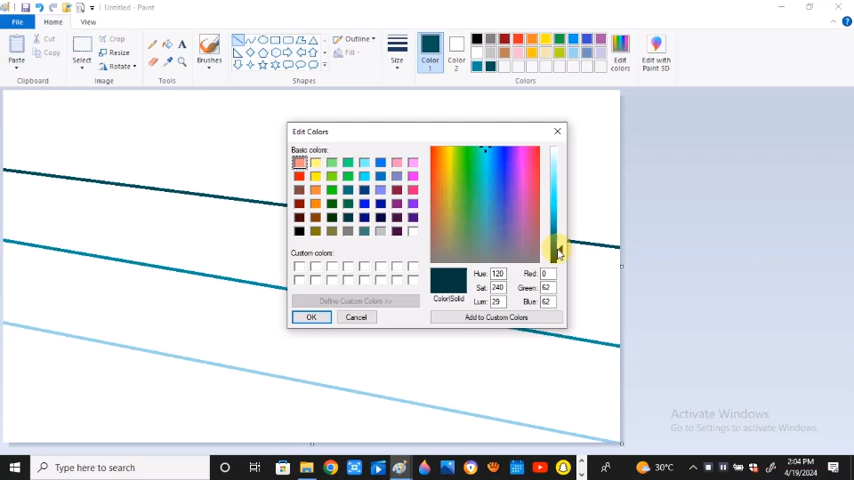 Untitled - Paint
File Home View
Paste
Cut
Copy
Clipboard
Select
Crop
Resize
Rotate
Image
Tools
Brushes
Outline
Fill
Shapes
Size
Color 1
Color 2
Colors
Edit colors
Edit with Paint 3D
Edit Colors
Basic colors:
Custom colors:
Define Custom Colors >>
OK
Cancel
Color|Solid
Hue: 120
Sat: 240
Lum: 29
Red: 0
Green: 62
Blue: 62
Add to Custom Colors
Activate Windows
Go to Settings to activate Windows.
Type here to search
30°C
2:04 PM
4/19/2024